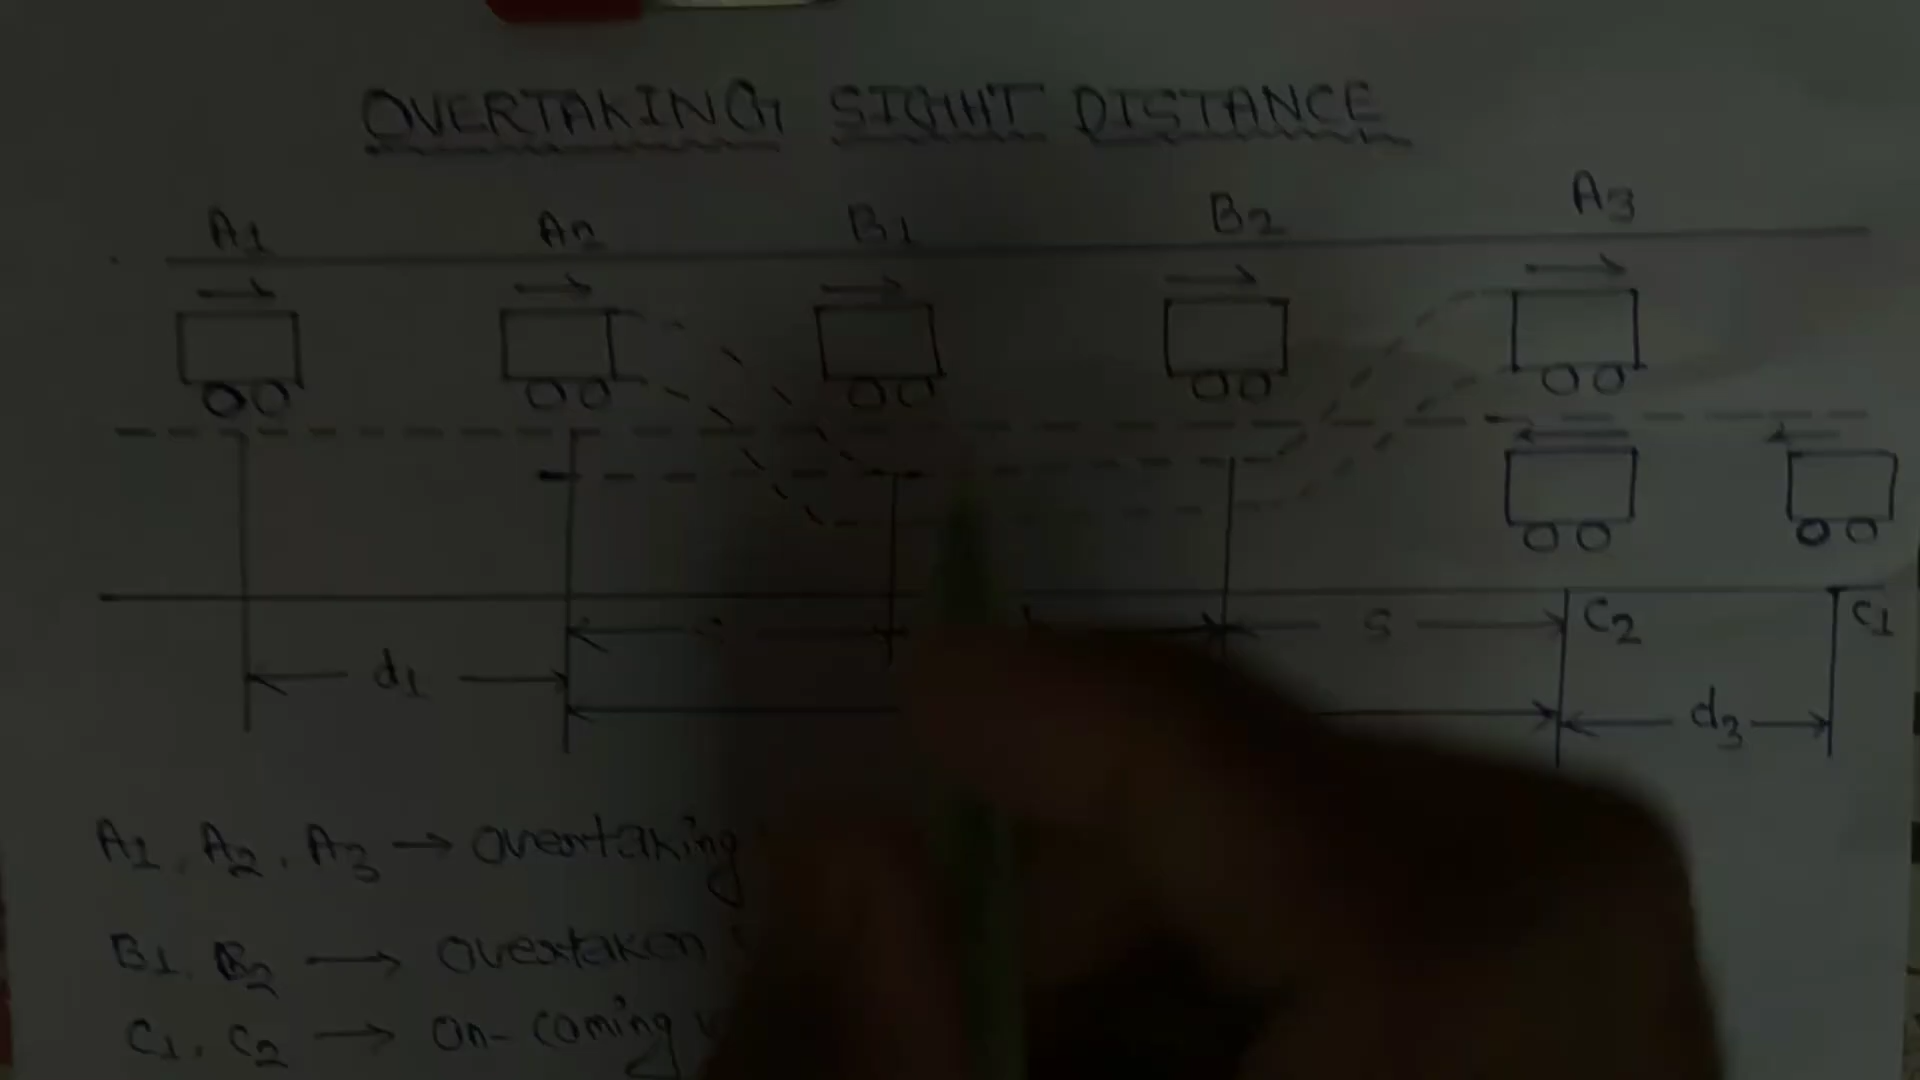 OVERTAKING SIGHT DISTANCE
A1 A2 B1 B2 A3
S C2 C1
d1 d3
A1, A2, A3 → Overtaking
B1, B2 → Overtaken
C1, C2 → On-coming